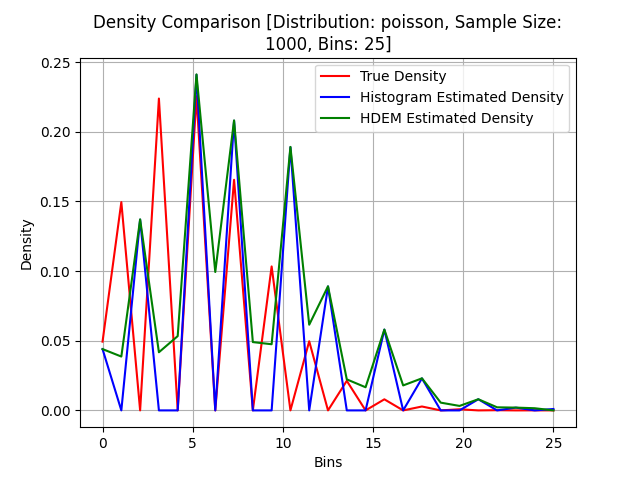 Density Comparison [Distribution: poisson, Sample Size:
1000, Bins: 25]
True Density
Histogram Estimated Density
HDEM Estimated Density
Density
0.25
0.20
0.15
0.10
0.05
0.00
0 5 10 15 20 25
Bins